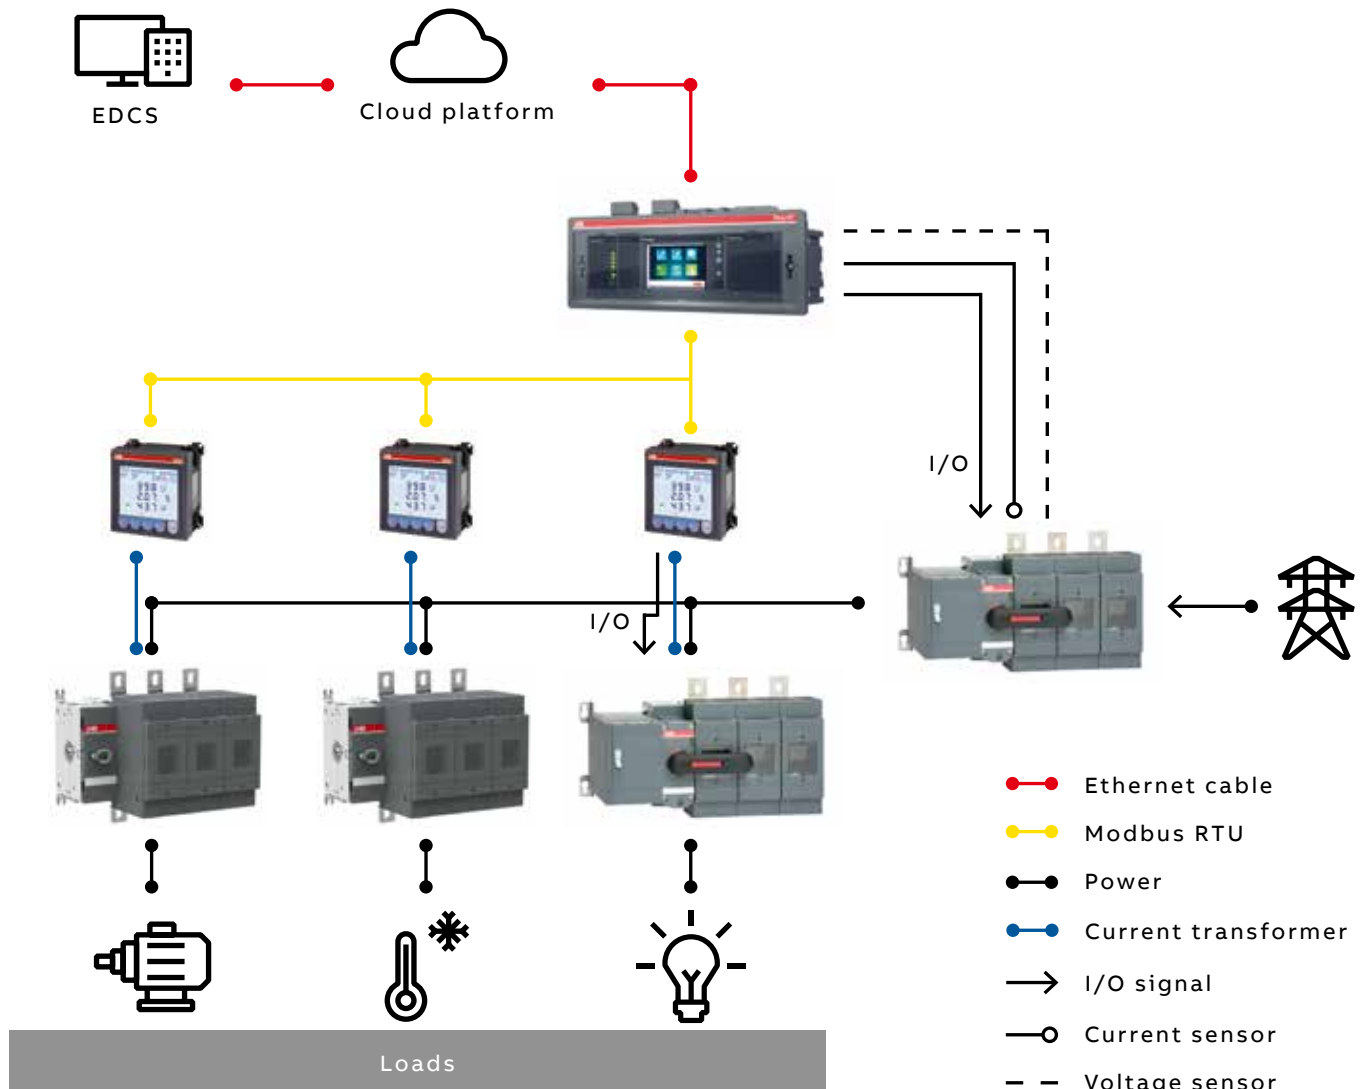 EDCS
Cloud platform
I/O
I/O
Ethernet cable
Modbus RTU
Power
Current transformer
I/O signal
Current sensor
Voltage sensor
Loads